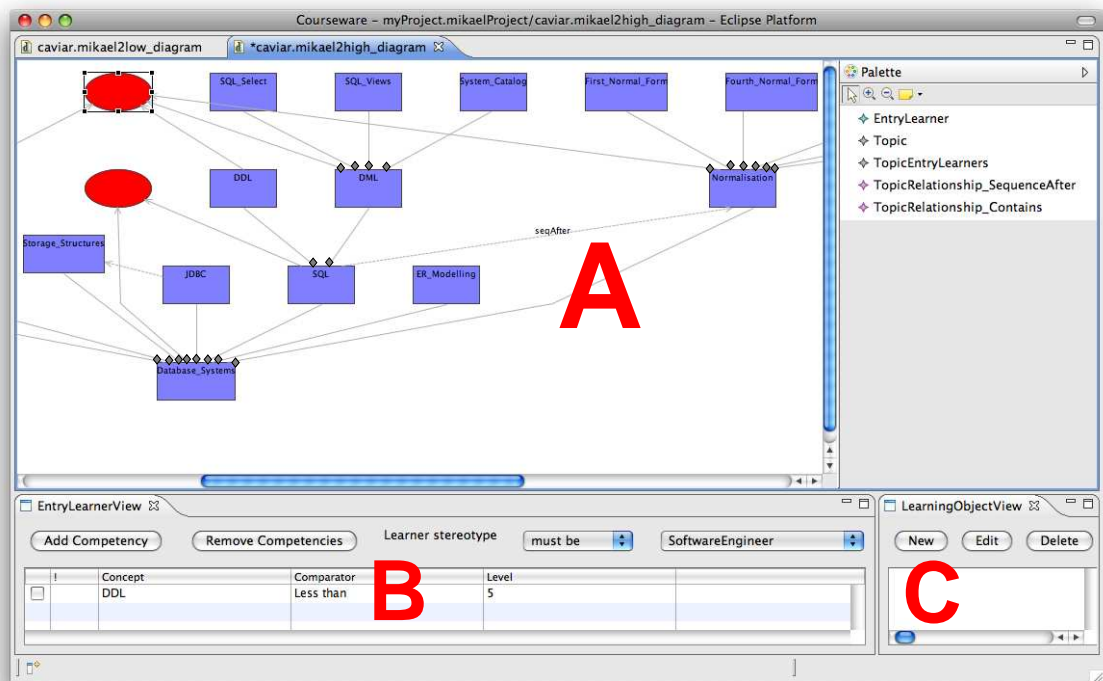 Courseware – myProject.mikaelProject/caviar.mikael2high_diagram – Eclipse Platform
caviar.mikael2low_diagram
*caviar.mikael2high_diagram
SQL_Select
SQL_Views
System_Catalog
First_Normal_Form
Fourth_Normal_Form
DDL
DML
Normalisation
seqAfter
Storage_Structures
JDBC
SQL
ER_Modelling
Database_Systems
A
Palette
EntryLearner
Topic
TopicEntryLearners
TopicRelationship_SequenceAfter
TopicRelationship_Contains
EntryLearnerView
Add Competency Remove Competencies Learner stereotype must be SoftwareEngineer
! Concept Comparator Level
DDL Less than 5
B
LearningObjectView
New Edit Delete
C